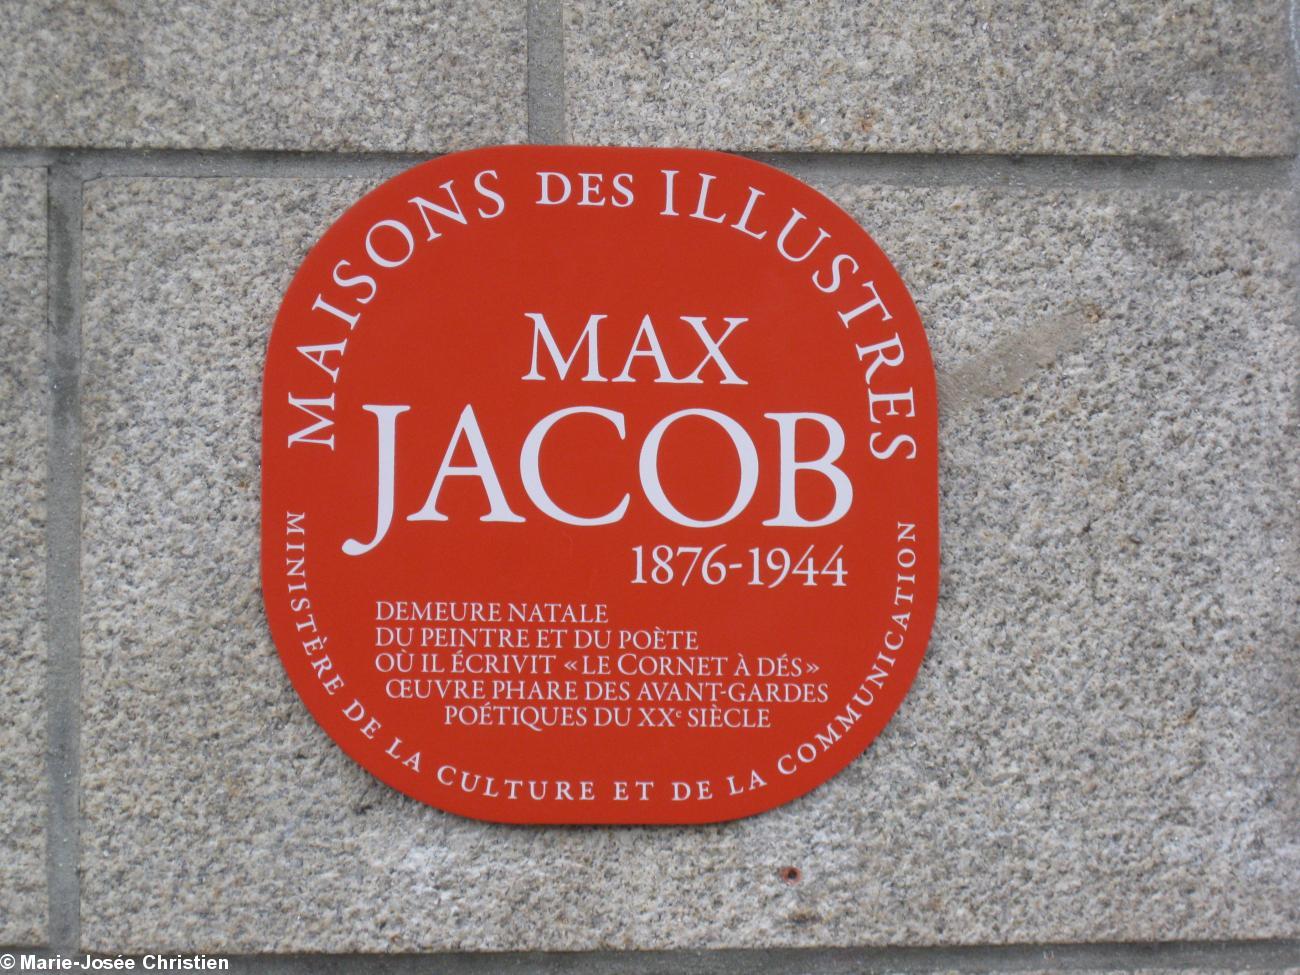 MAISONS DES ILLUSTRES
MAX
JACOB
1876-1944
DEMEURE NATALE
DU PEINTRE ET DU POÈTE
OÙ IL ÉCRIVIT « LE CORNET À DÉS »
ŒUVRE PHARE DES AVANT-GARDES
POÉTIQUES DU XXe SIÈCLE
MINISTÈRE DE LA CULTURE ET DE LA COMMUNICATION
© Marie-Josée Christien